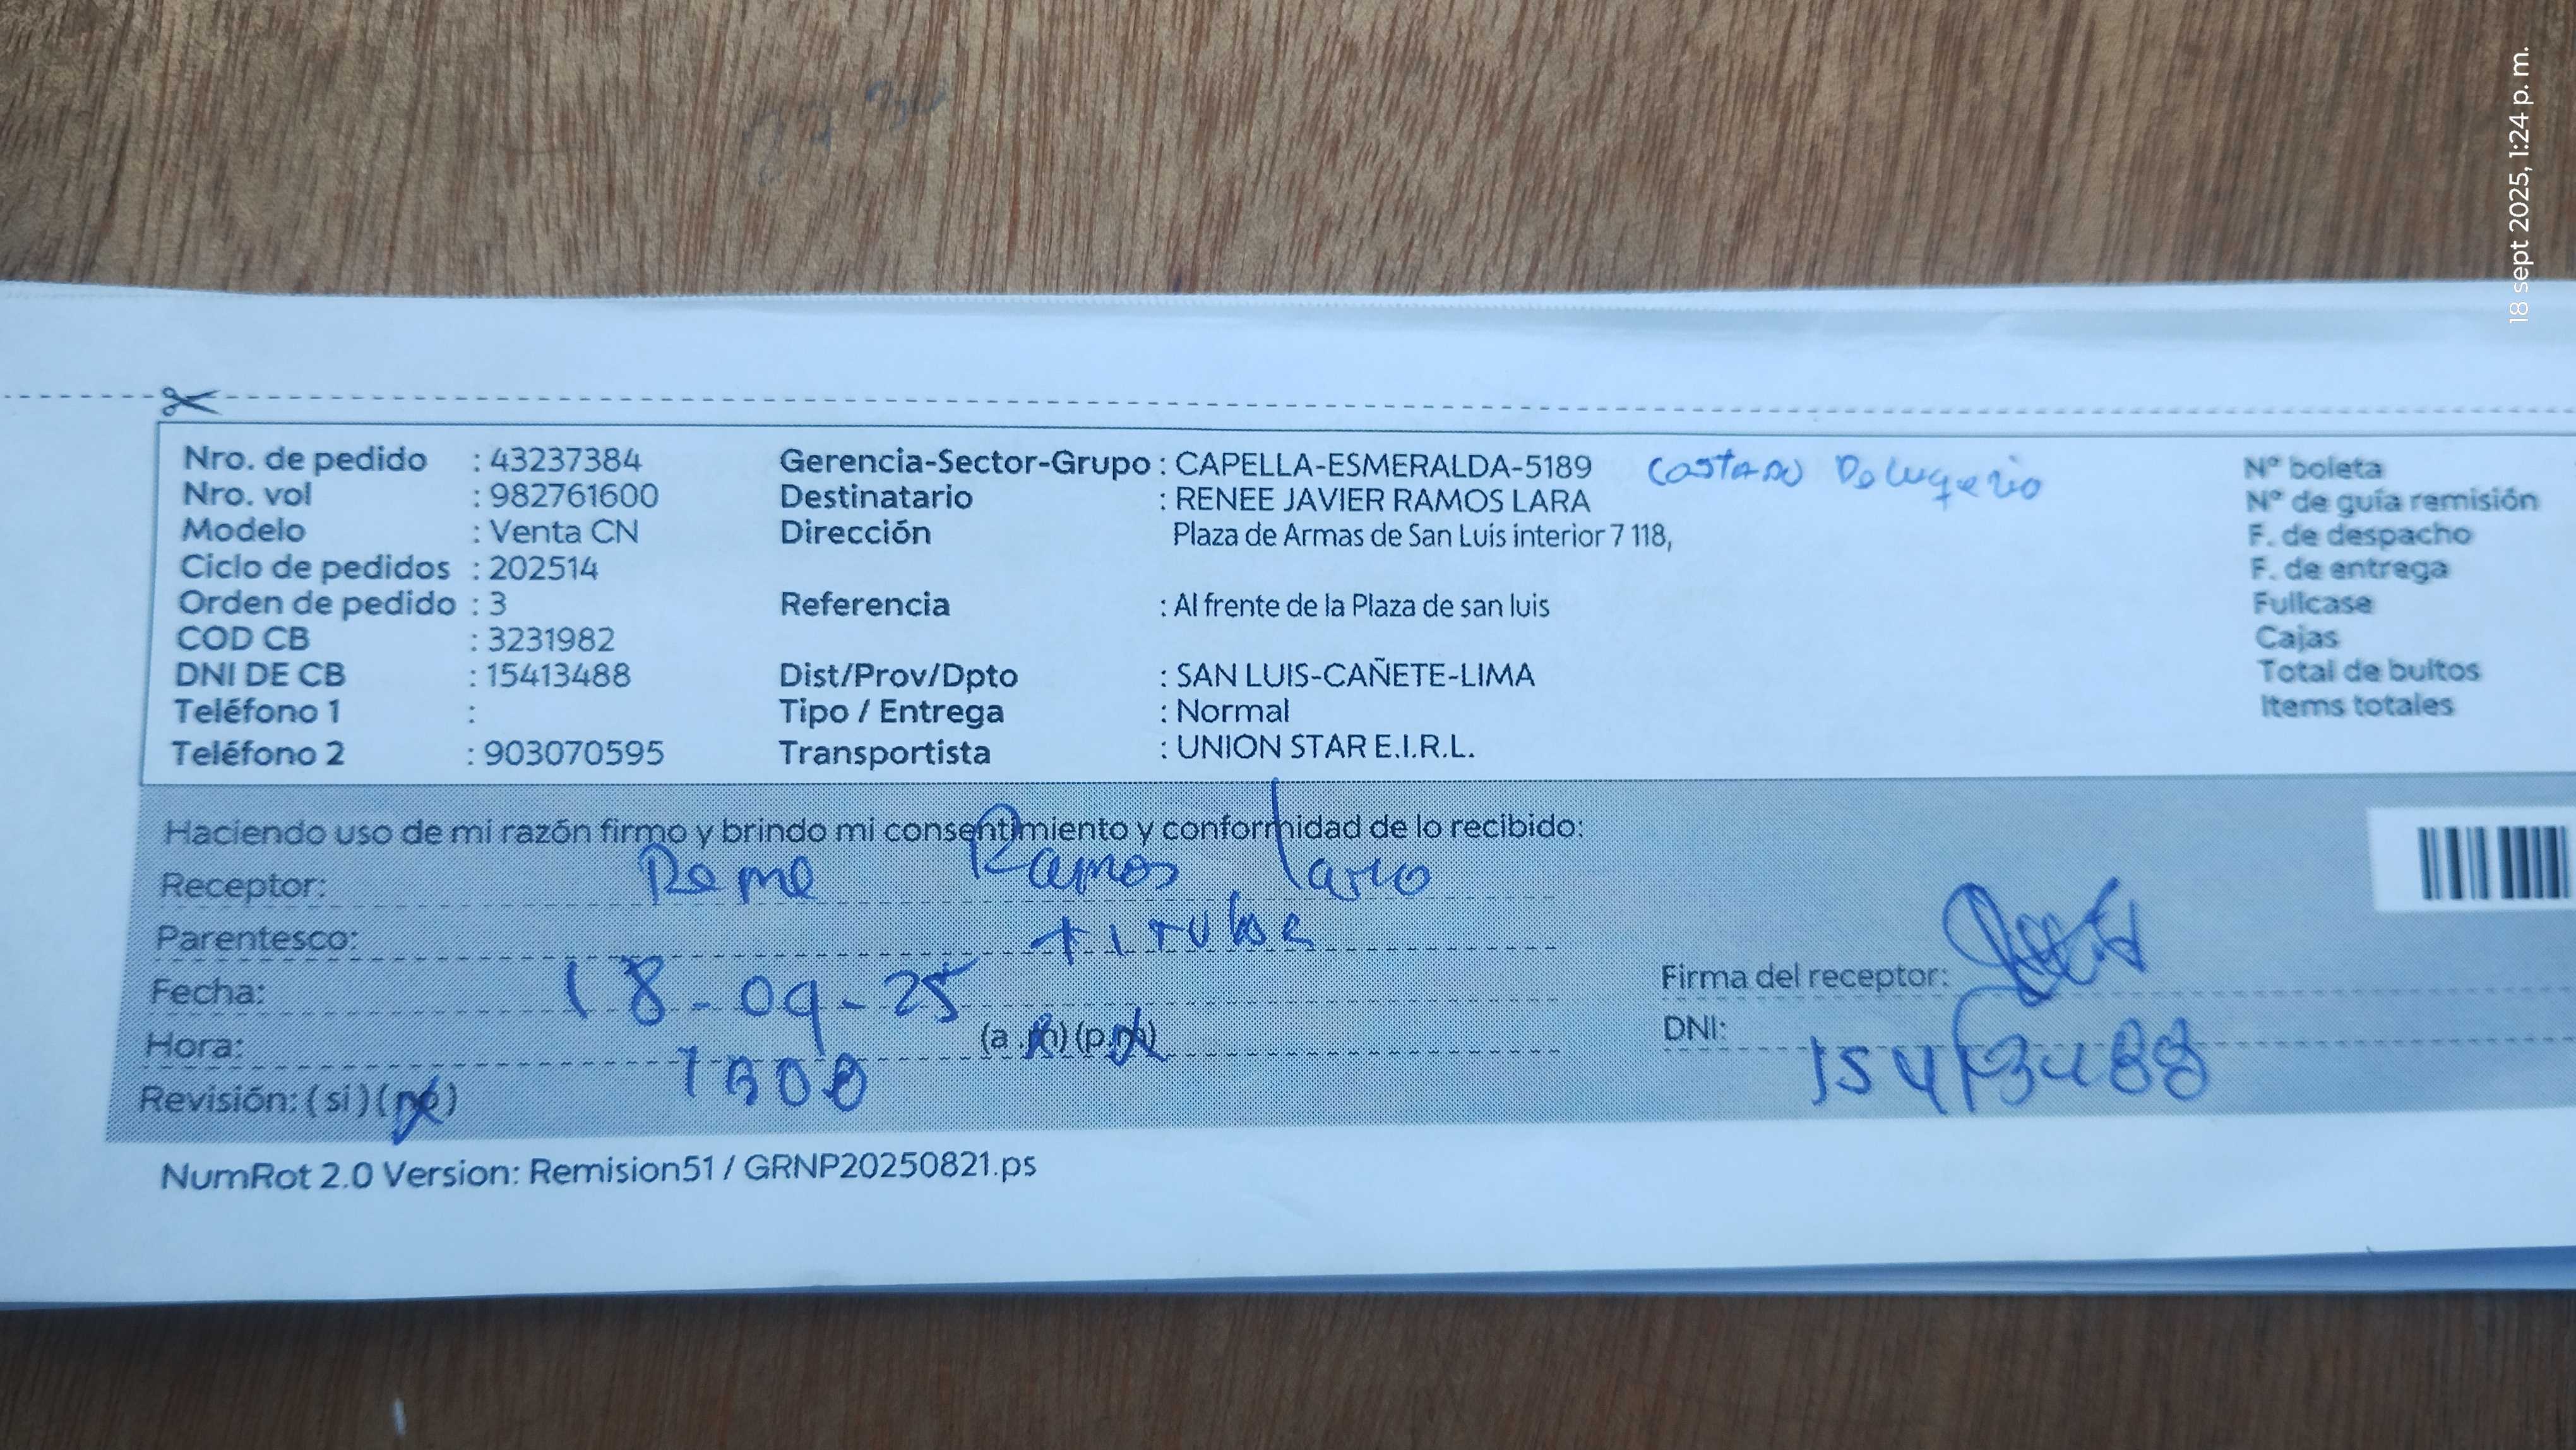 18 sept 2025, 1:24 p. m.
Nro. de pedido : 43237384 Gerencia-Sector-Grupo : CAPELLA-ESMERALDA-5189 N° boleta
Nro. vol : 982761600 Destinatario : RENEE JAVIER RAMOS LARA N° de guía remisión
Modelo : Venta CN Dirección Plaza de Armas de San Luis interior 7 118, F. de despacho
Ciclo de pedidos : 202514 F. de entrega
Orden de pedido : 3 Referencia : Al frente de la Plaza de san luis Fullcase
COD CB : 3231982 Cajas
DNI DE CB : 15413488 Dist/Prov/Dpto : SAN LUIS-CAÑETE-LIMA Total de bultos
Teléfono 1 : Tipo / Entrega : Normal Items totales
Teléfono 2 : 903070595 Transportista : UNION STAR E.I.R.L.
Haciendo uso de mi razón firmo y brindo mi consentimiento y conformidad de lo recibido:
Receptor: Ramos
Parentesco:
Fecha: 18-09-25 Firma del receptor:
Hora: (a .m) (p.m) DNI: 15413488
Revisión: ( si ) ( no )
NumRot 2.0 Version: Remision51 / GRNP20250821.ps